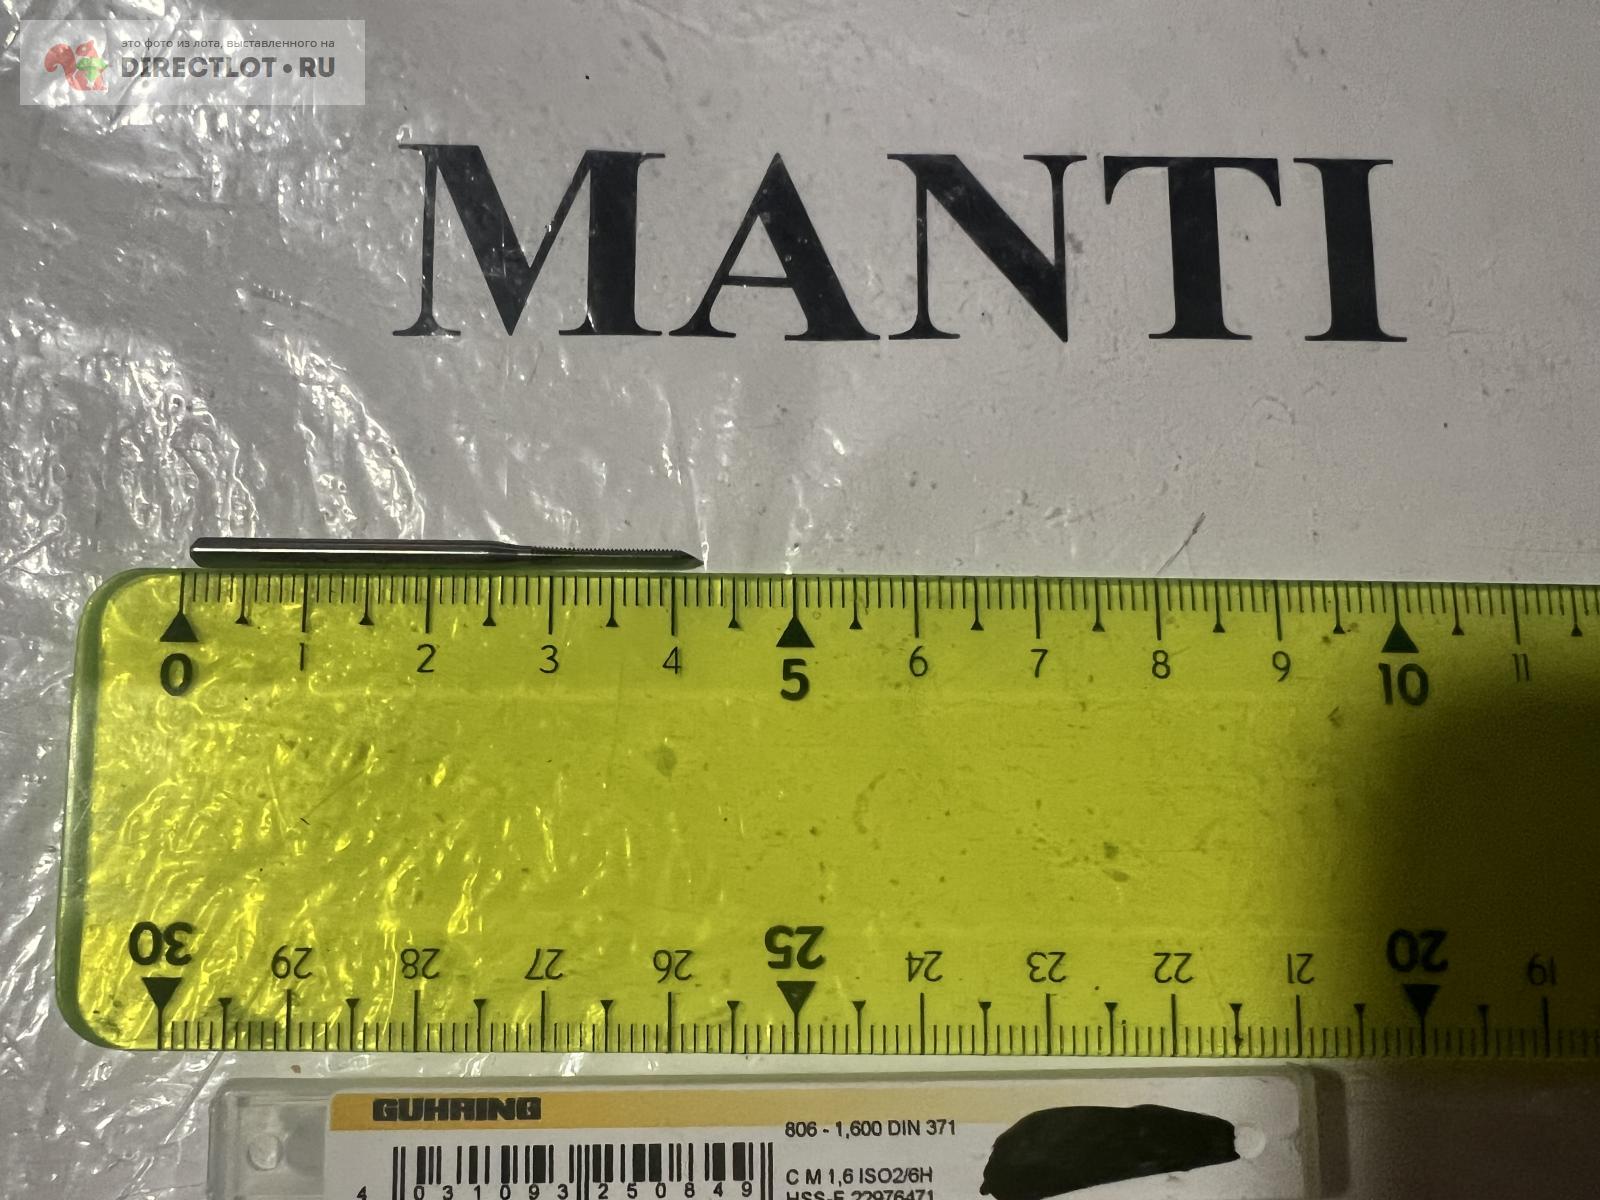 это фото из лота, выставленного на
DIRECTLOT•RU
MANTI
0 1 2 3 4 5 6 7 8 9 10 11
30 29 28 27 26 25 24 23 22 21 20 19
GUHRING
806 - 1,600 DIN 371
C M 1,6 ISO2/6H
4 031093 250849
HSS-E 22976471